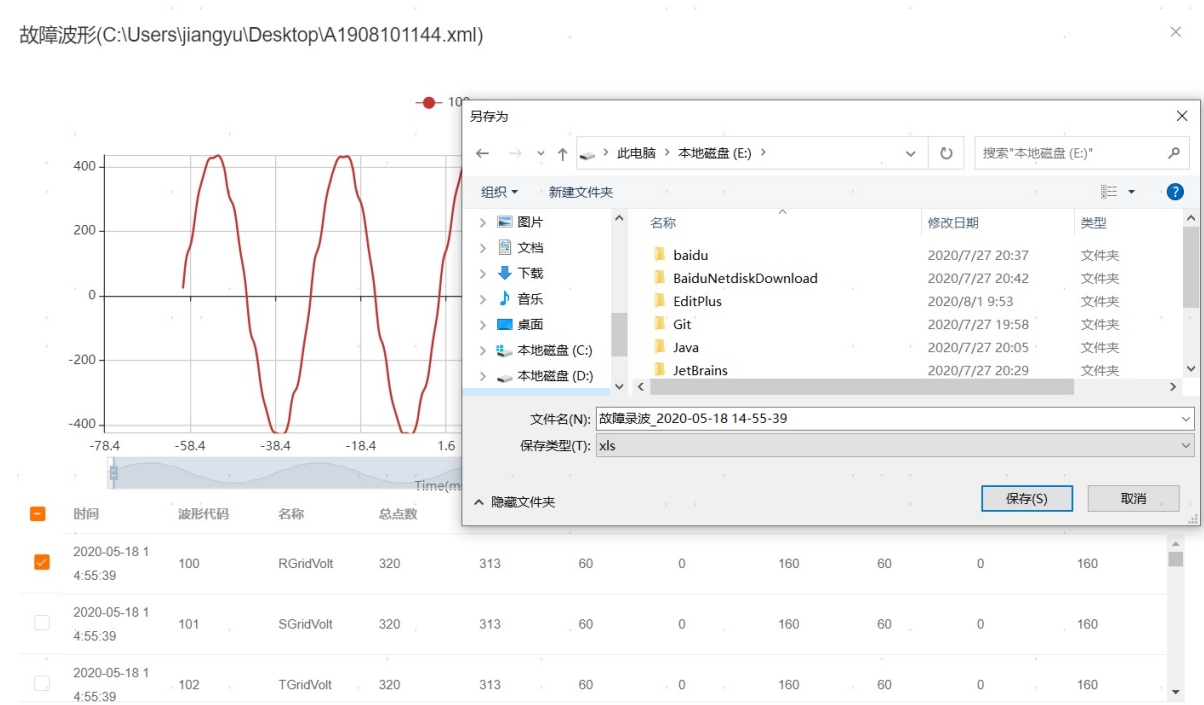 故障波形(C:\Users\jiangyu\Desktop\A1908101144.xml)
另存为
此电脑 本地磁盘 (E:)
搜索"本地磁盘 (E:)"
组织 新建文件夹
图片
文档
下载
音乐
桌面
本地磁盘 (C:)
本地磁盘 (D:)
名称 修改日期 类型
baidu 2020/7/27 20:37 文件夹
BaiduNetdiskDownload 2020/7/27 20:42 文件夹
EditPlus 2020/8/1 9:53 文件夹
Git 2020/7/27 19:58 文件夹
Java 2020/7/27 20:05 文件夹
JetBrains 2020/7/27 20:29 文件夹
文件名(N): 故障录波_2020-05-18 14-55-39
保存类型(T): xls
隐藏文件夹 保存(S) 取消
400
200
0
-200
-400
-78.4 -58.4 -38.4 -18.4 1.6
Time(m
时间 波形代码 名称 总点数
2020-05-18 1
4:55:39
100 RGridVolt 320 313 60 0 160 60 0 160
2020-05-18 1
4:55:39
101 SGridVolt 320 313 60 0 160 60 0 160
2020-05-18 1
4:55:39
102 TGridVolt 320 313 60 0 160 60 0 160